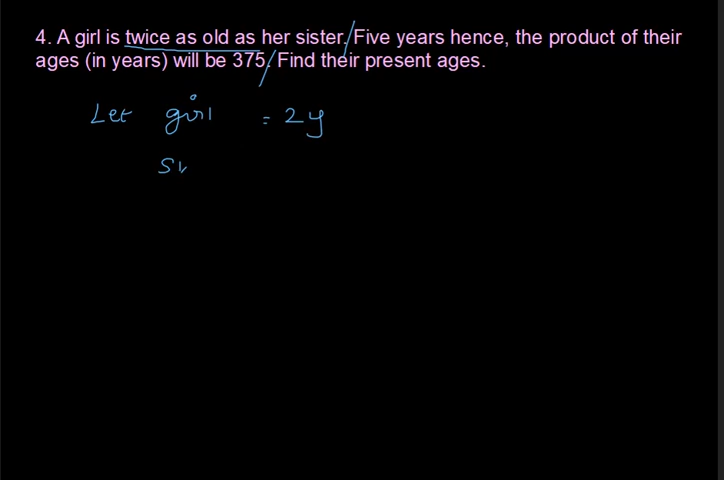 4. A girl is twice as old as her sister. Five years hence, the product of their
ages (in years) will be 375. Find their present ages.
Let girl = 2y
Si